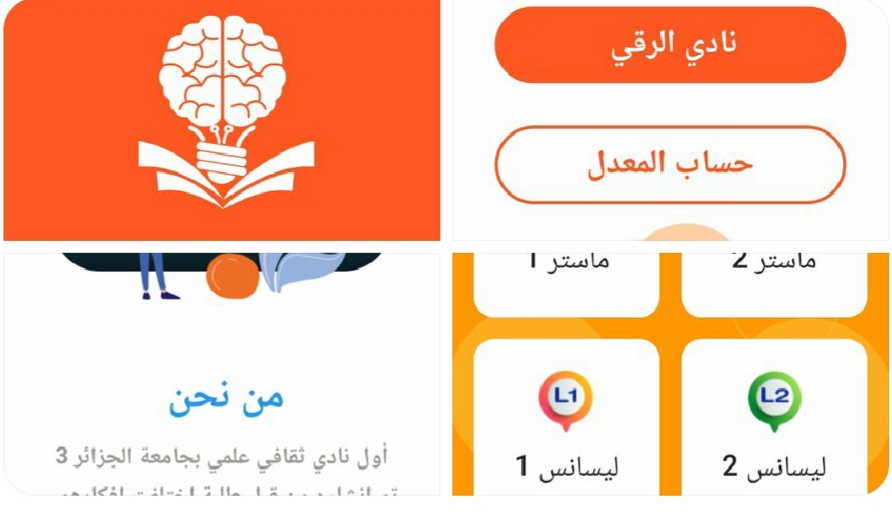 نادي الرقي
حساب المعدل
من نحن
أول نادي ثقافي علمي بجامعة الجزائر 3
ماستر 1
ماستر 2
L1
L2
ليسانس 1
ليسانس 2